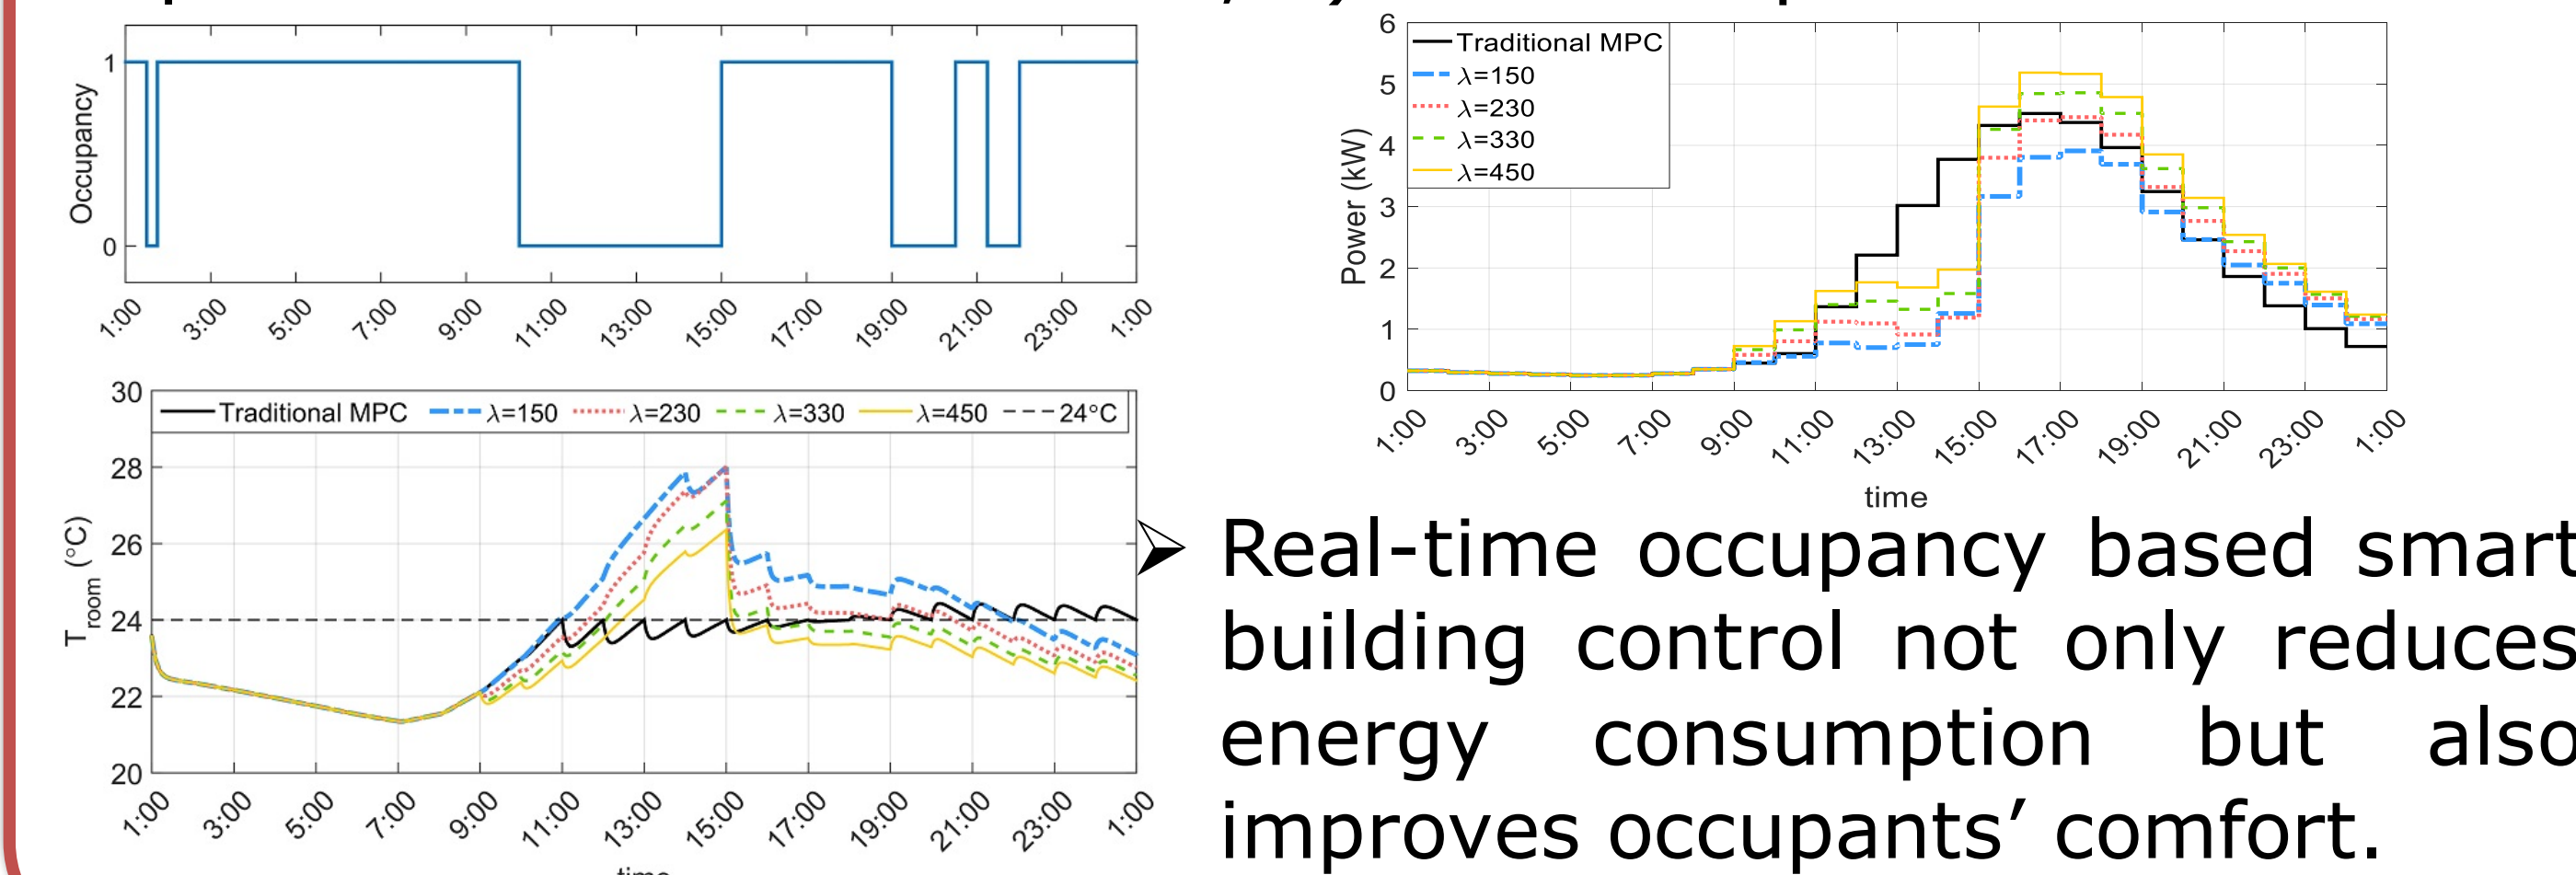 1
0
Occupancy
1:00 3:00 5:00 7:00 9:00 11:00 13:00 15:00 17:00 19:00 21:00 23:00 1:00
30
28
26
24
22
20
T room (°C)
Traditional MPC λ=150 λ=230 λ=330 λ=450 24°C
1:00 3:00 5:00 7:00 9:00 11:00 13:00 15:00 17:00 19:00 21:00 23:00 1:00
6
5
4
3
2
1
0
Power (kW)
Traditional MPC
λ=150
λ=230
λ=330
λ=450
1:00 3:00 5:00 7:00 9:00 11:00 13:00 15:00 17:00 19:00 21:00 23:00 1:00
time
Real-time occupancy based smart
building control not only reduces
energy consumption but also
improves occupants’ comfort.